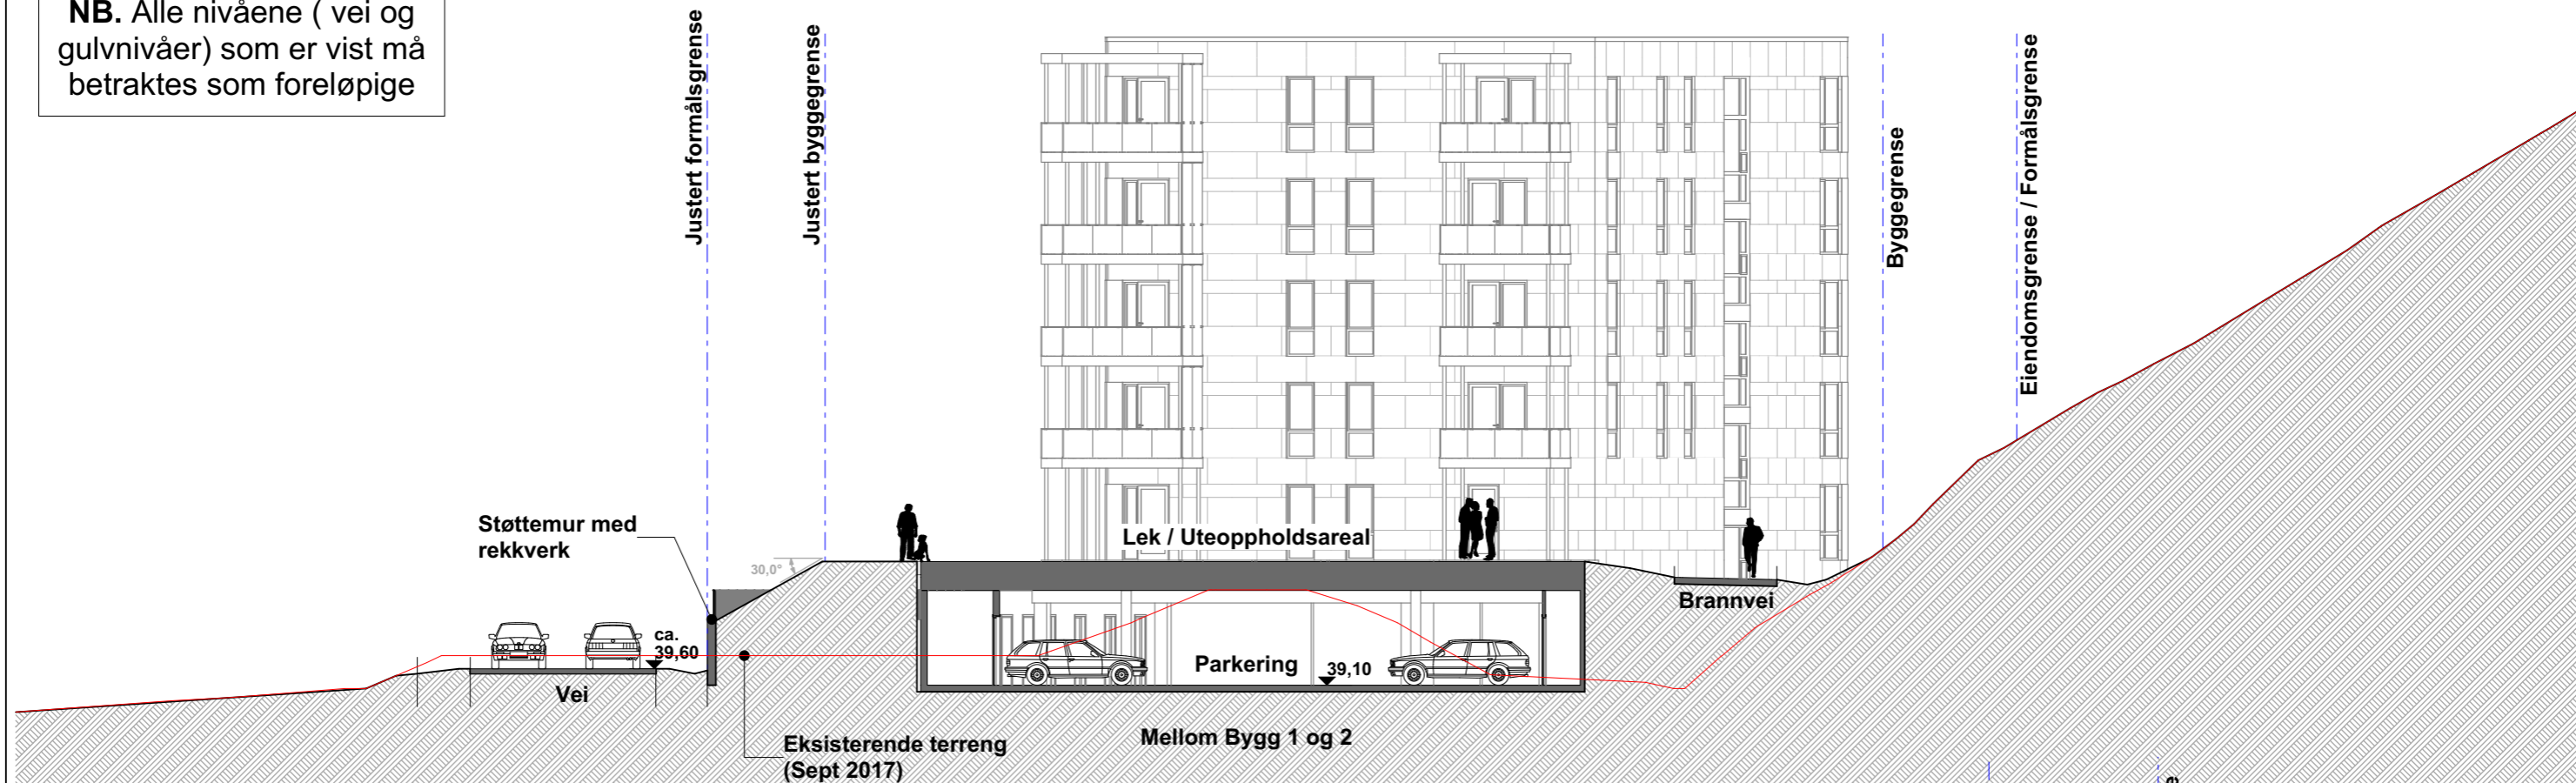 NB. Alle nivåene ( vei og
gulvnivåer) som er vist må
betraktes som foreløpige
Justert formålsgrense
Justert byggegrense
Byggegrense
Eiendomsgrense / Formålsgrense
Støttemur med
rekkverk
30,0°
Lek / Uteoppholdsareal
Brannvei
ca.
39,60
Vei
Parkering
39,10
Eksisterende terreng
(Sept 2017)
Mellom Bygg 1 og 2